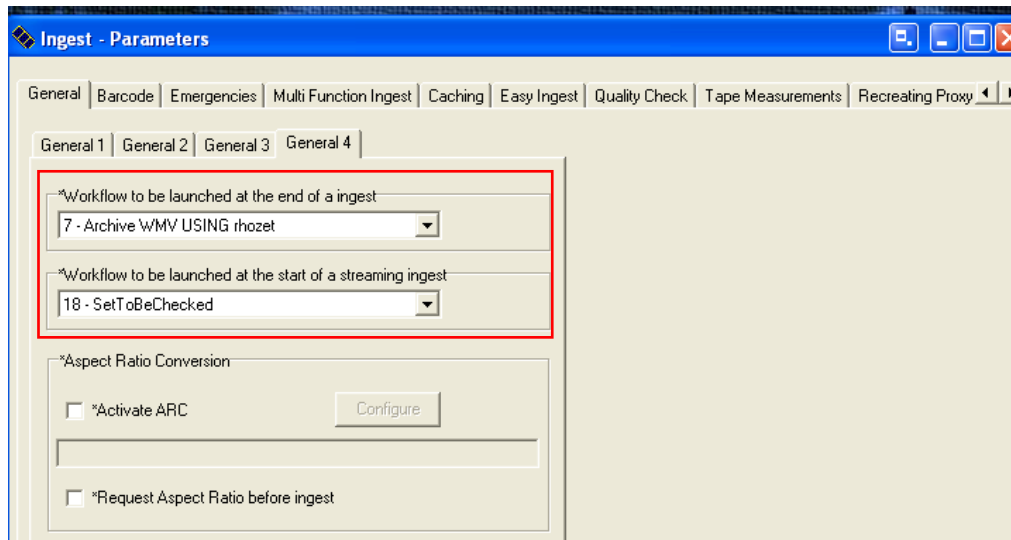 Ingest - Parameters
General Barcode Emergencies Multi Function Ingest Caching Easy Ingest Quality Check Tape Measurements Recreating Proxy
General 1 General 2 General 3 General 4
*Workflow to be launched at the end of a ingest
7 - Archive WMV USING rhozet
*Workflow to be launched at the start of a streaming ingest
18 - SetToBeChecked
*Aspect Ratio Conversion
*Activate ARC Configure
*Request Aspect Ratio before ingest